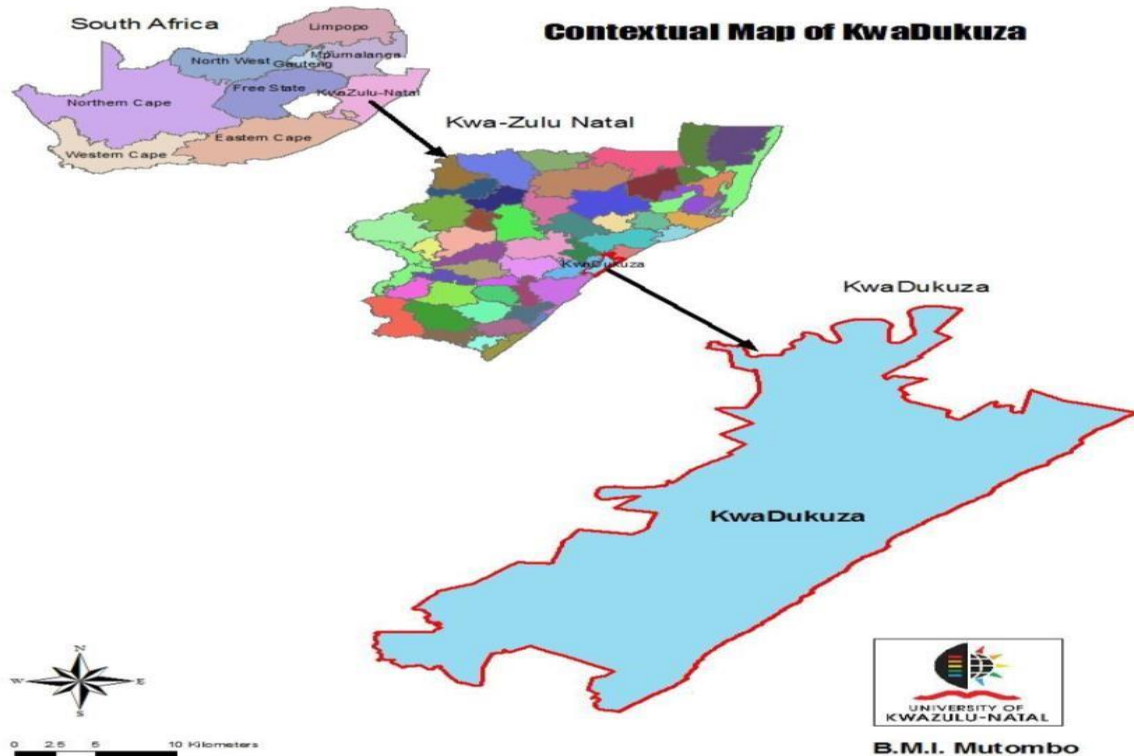 South Africa
Contextual Map of KwaDukuza
Limpopo
North West
Mpumalanga
Gauteng
Free State
Northern Cape
KwaZulu-Natal
Eastern Cape
Western Cape
Kwa-Zulu Natal
KwaDukuza
KwaDukuza
KwaDukuza
N
W
E
S
0 2.5 5 10 Kilometers
UNIVERSITY OF
KWAZULU-NATAL
B.M.I. Mutombo